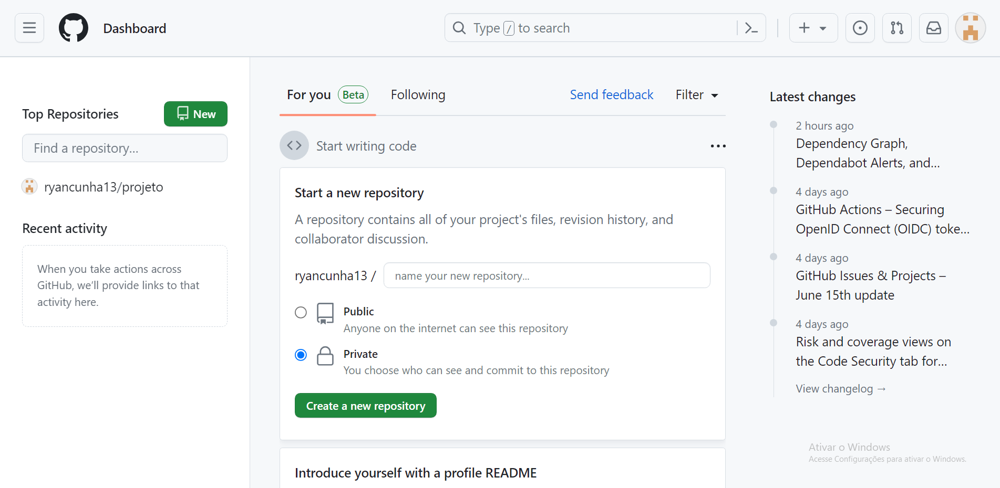 Dashboard
Type / to search
Top Repositories
New
Find a repository...
ryancunha13/projeto
Recent activity
When you take actions across
GitHub, we’ll provide links to that
activity here.
For you Beta
Following
Send feedback
Filter
Start writing code
Start a new repository
A repository contains all of your project's files, revision history, and
collaborator discussion.
ryancunha13 /
name your new repository...
Public
Anyone on the internet can see this repository
Private
You choose who can see and commit to this repository
Create a new repository
Introduce yourself with a profile README
Latest changes
2 hours ago
Dependency Graph,
Dependabot Alerts, and...
4 days ago
GitHub Actions – Securing
OpenID Connect (OIDC) toke...
4 days ago
GitHub Issues & Projects –
June 15th update
4 days ago
Risk and coverage views on
the Code Security tab for...
View changelog →
Ativar o Windows
Acesse Configurações para ativar o Windows.